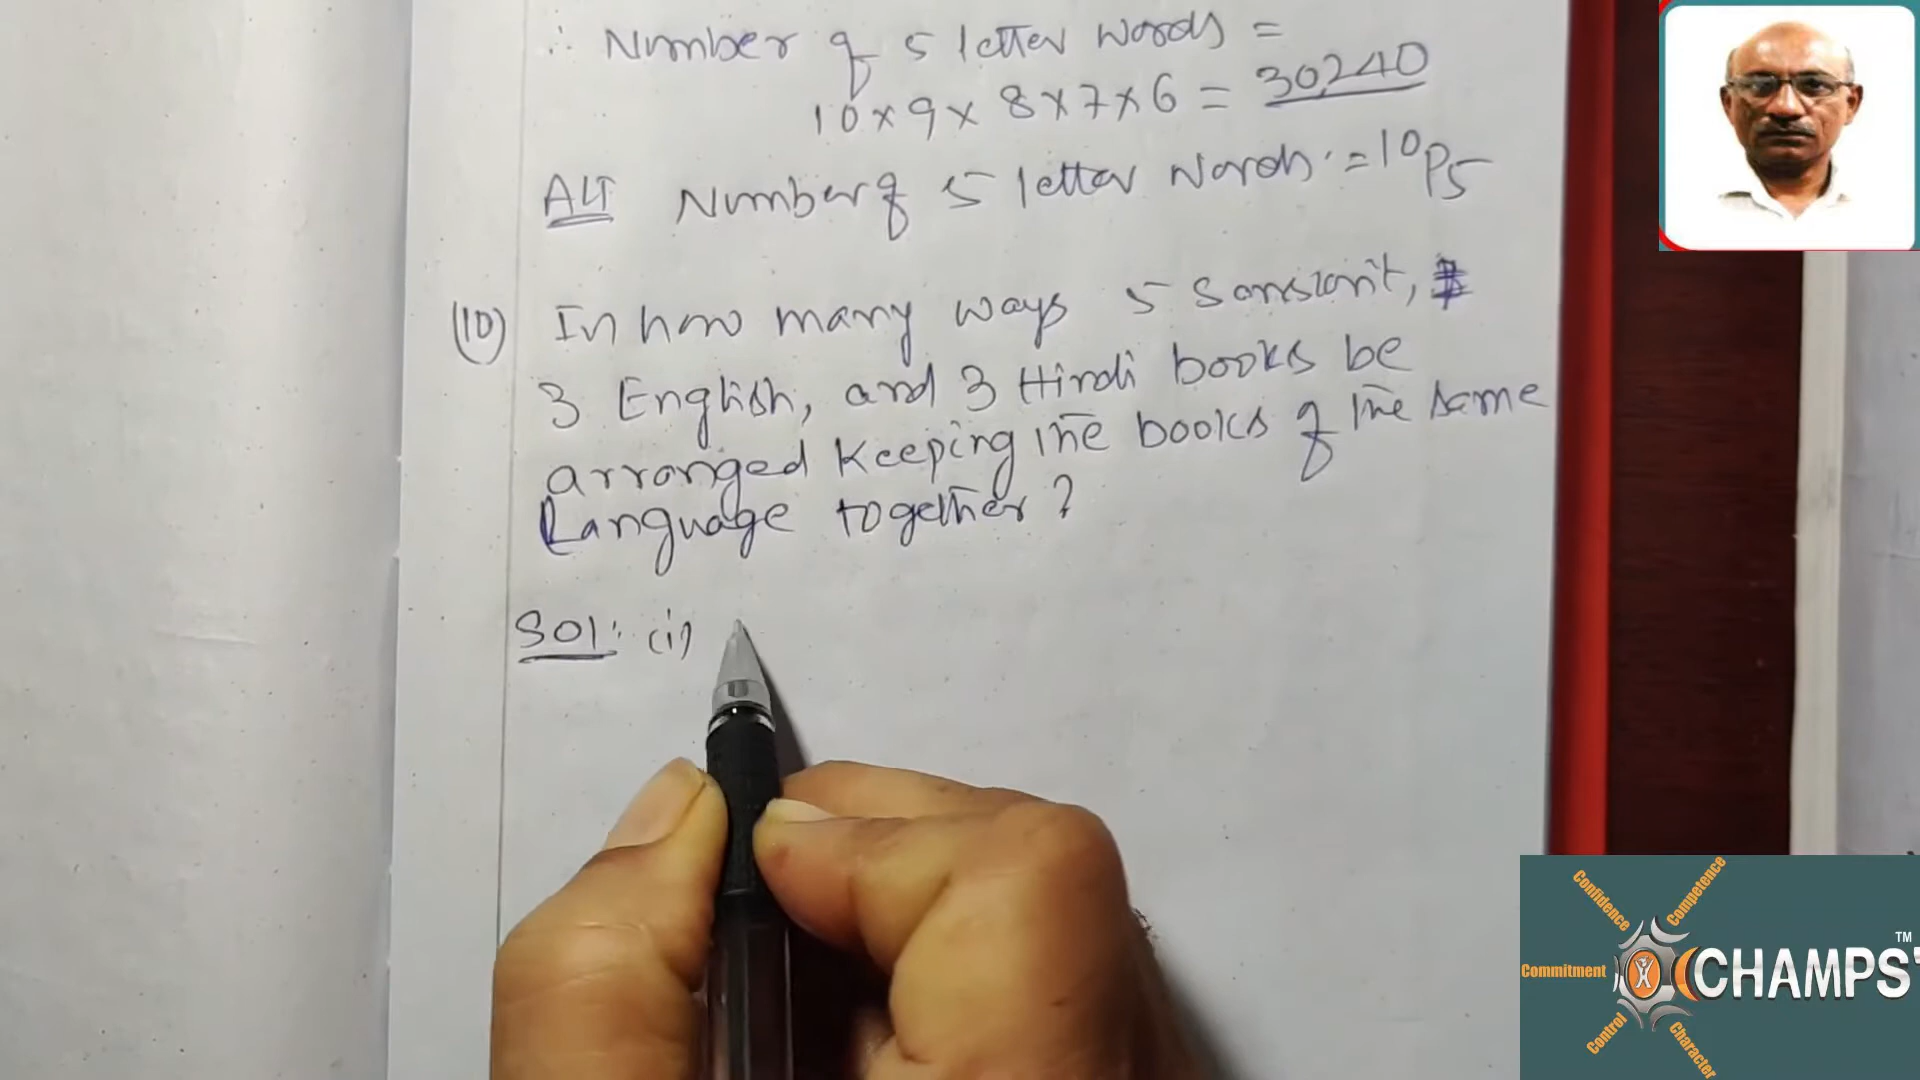 ∴ Number of 5 letter words =
10 × 9 × 8 × 7 × 6 = 30,240
ALT Number of 5 letter words = 10P5
(10) In how many ways 5 Sanskrit,
3 English, and 3 Hindi books be
arranged keeping the books of the same
Language together?
Sol: (i)
Confidence
Competence
Commitment
CHAMPS
TM
Control
Character